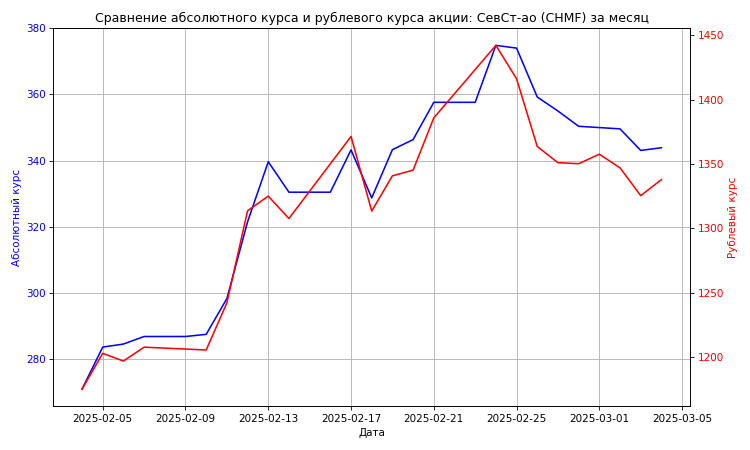 Сравнение абсолютного курса и рублевого курса акции: СевСт-ао (CHMF) за месяц
380
360
340
320
300
280
Абсолютный курс
1450
1400
1350
1300
1250
1200
Рублевый курс
2025-02-05 2025-02-09 2025-02-13 2025-02-17 2025-02-21 2025-02-25 2025-03-01 2025-03-05
Дата